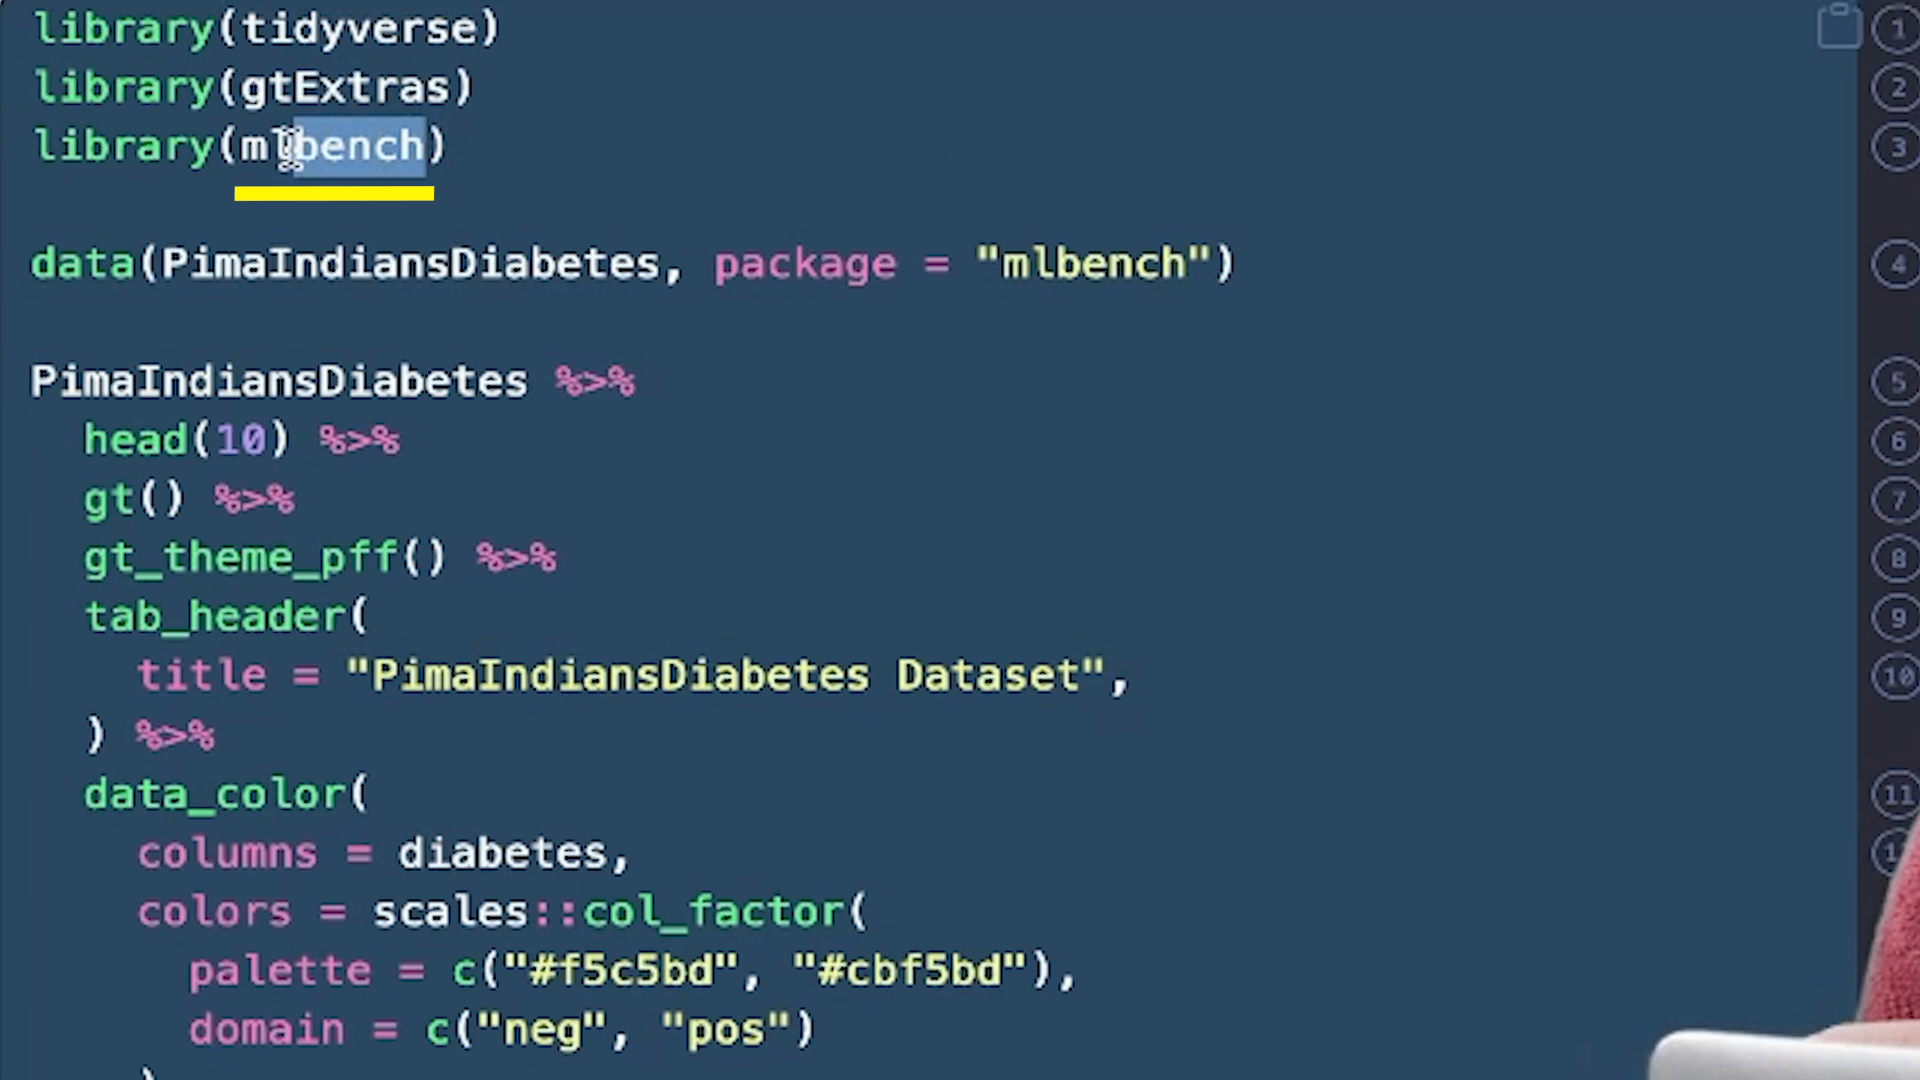 library(tidyverse)
library(gtExtras)
library(mlbench)
data(PimaIndiansDiabetes, package = "mlbench")
PimaIndiansDiabetes %>%
head(10) %>%
gt() %>%
gt_theme_pff() %>%
tab_header(
title = "PimaIndiansDiabetes Dataset",
) %>%
data_color(
columns = diabetes,
colors = scales::col_factor(
palette = c("#f5c5bd", "#cbf5bd"),
domain = c("neg", "pos")
)
1
2
3
4
5
6
7
8
9
10
11